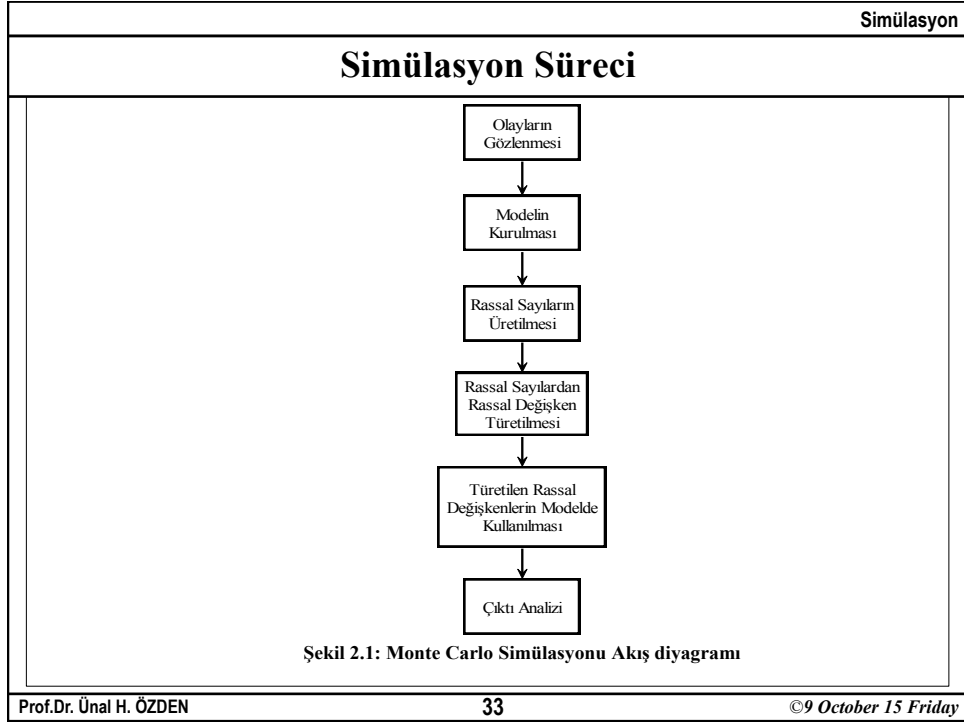 Simülasyon
Simülasyon Süreci
Olayların
Gözlenmesi
Modelin
Kurulması
Rassal Sayıların
Üretilmesi
Rassal Sayılardan
Rassal Değişken
Türetilmesi
Türetilen Rassal
Değişkenlerin Modelde
Kullanılması
Çıktı Analizi
Şekil 2.1: Monte Carlo Simülasyonu Akış diyagramı
Prof.Dr. Ünal H. ÖZDEN 33 ©9 October 15 Friday